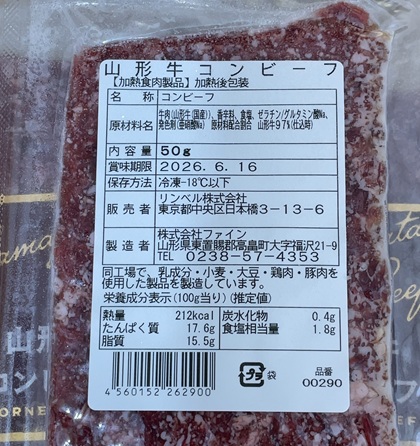 山形牛コンビーフ
【加熱食肉製品】加熱後包装
名称 コンビーフ
原材料名 牛肉(山形牛(国産))、香辛料、食塩、ゼラチン/グルタミン酸Na、
発色剤(亜硝酸Na) 原材料配合割合 山形牛97%(仕込時)
内容量 50g
賞味期限 2026. 6. 16
保存方法 冷凍-18℃以下
販売者 リンベル株式会社
東京都中央区日本橋3-13-6
製造者 株式会社ファイン
山形県東置賜郡高畠町大字福沢21-9
TEL 0238-57-4353
同工場で、乳成分・小麦・大豆・鶏肉・豚肉を
使用した製品を製造しています。
栄養成分表示(100g当り)(推定値)
熱量 212kcal 炭水化物 0.4g
たんぱく質 17.6g 食塩相当量 1.8g
脂質 15.5g
4 560152 262900
プラ 袋
品番
00290
山形
コンビ